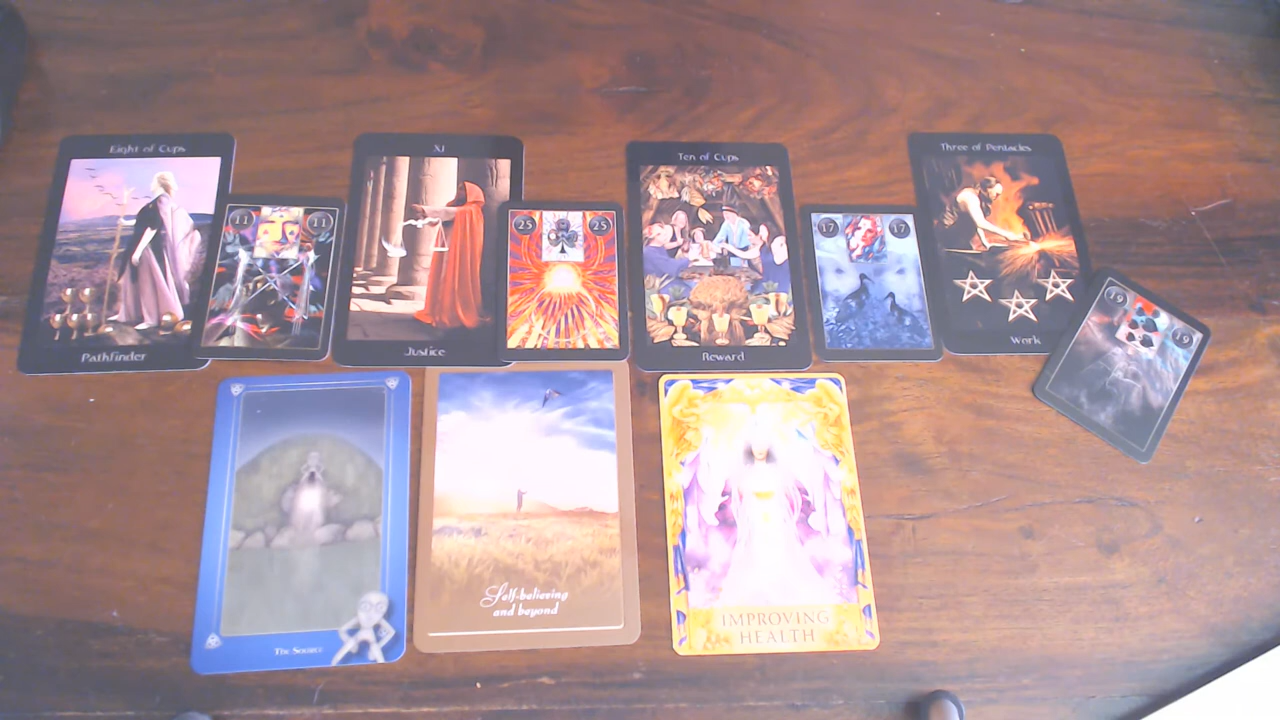 Eight of Cups
Pathfinder
11 11
XI
Justice
25 25
Ten of Cups
Reward
17 17
Three of Pentacles
Work
19 19
The Source
Self-believing
and beyond
IMPROVING
HEALTH